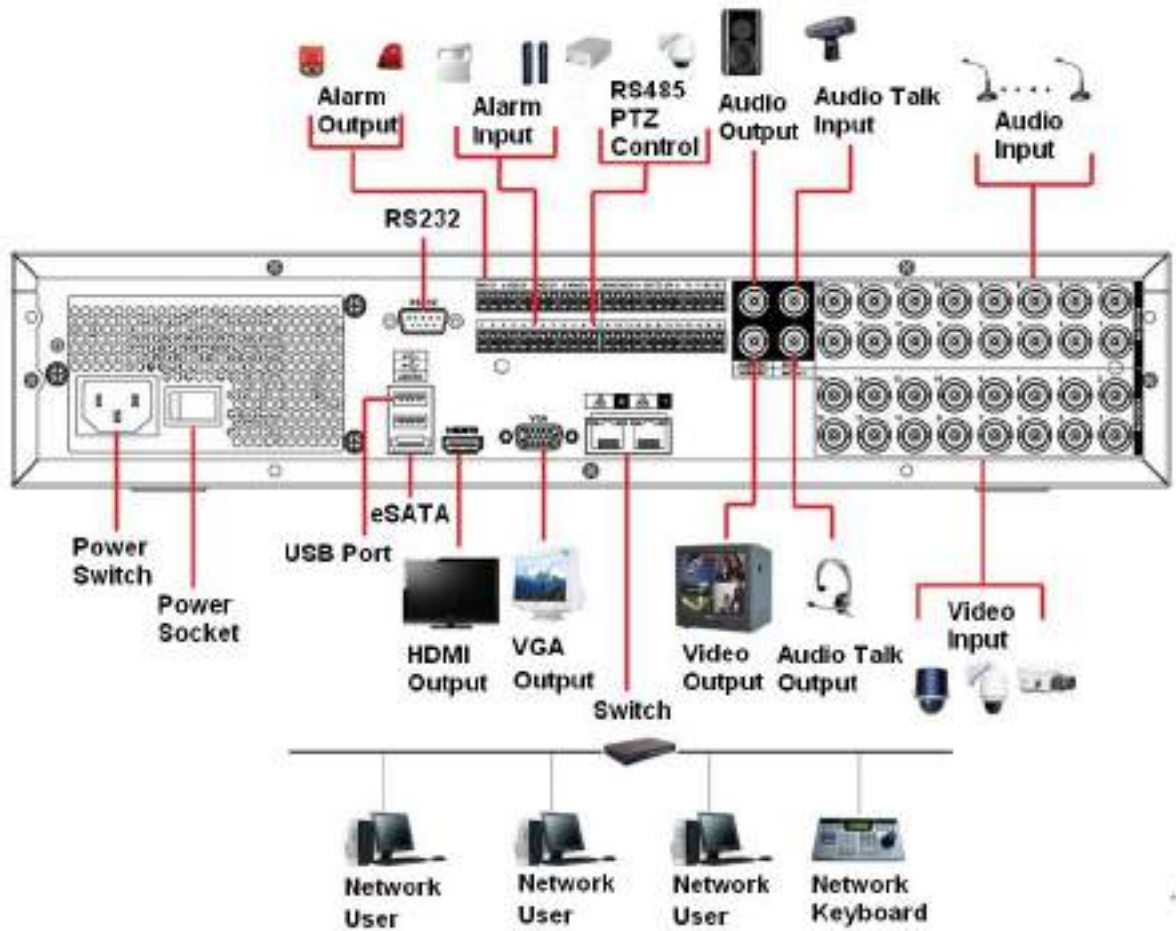 Alarm
Output
Alarm
Input
RS485
PTZ
Control
Audio
Output
Audio Talk
Input
Audio
Input
RS232
VGA
Power
Switch
Power
Socket
USB Port
eSATA
HDMI
Output
VGA
Output
Switch
Video
Output
Audio Talk
Output
Video
Input
Network
User
Network
User
Network
User
Network
Keyboard